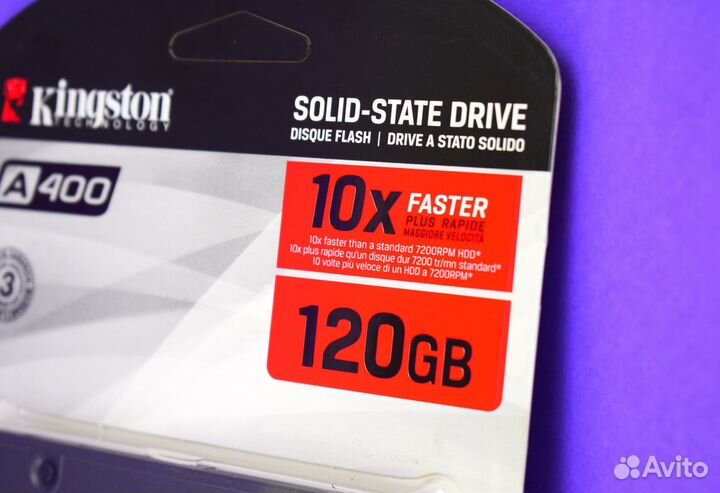 Kingston
TECHNOLOGY
SOLID-STATE DRIVE
DISQUE FLASH | DRIVE A STATO SOLIDO
A400
10x FASTER
PLUS RAPIDE
MAGGIORE VELOCITÀ
10x faster than a standard 7200RPM HDD*
10x plus rapide qu'un disque dur 7200 tr/mn standard*
10 volte più veloce di un HDD a 7200RPM*
3
120GB
Avito